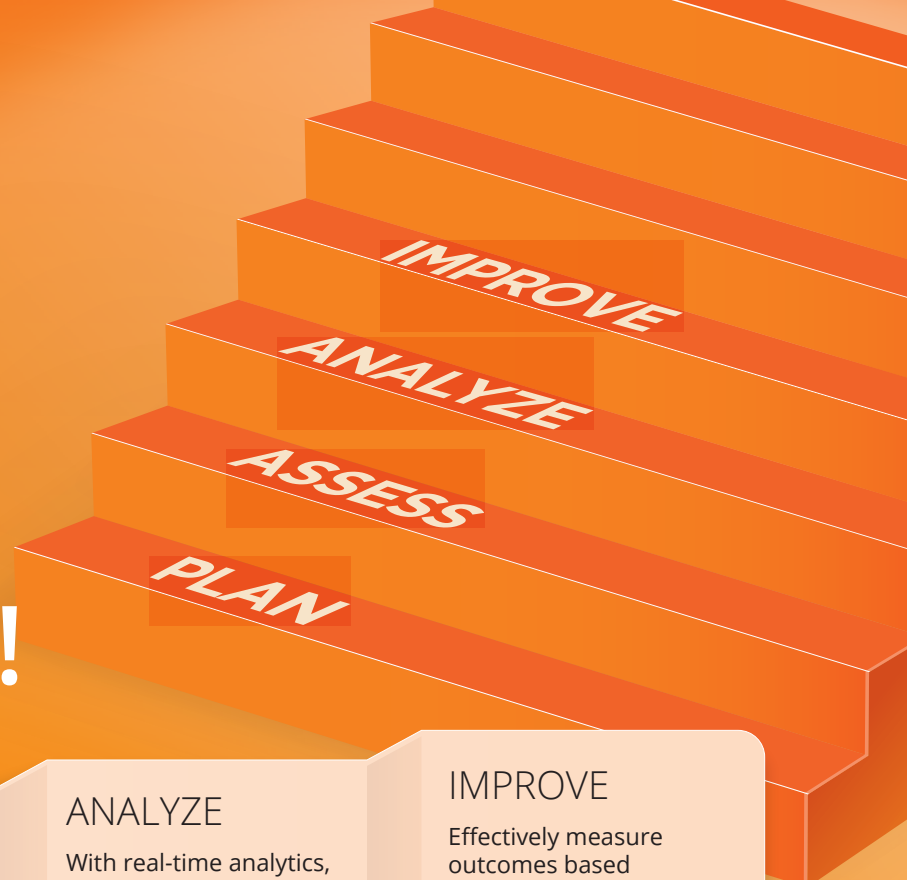 IMPROVE
ANALYZE
ASSESS
PLAN
!
ANALYZE
With real-time analytics,
IMPROVE
Effectively measure
outcomes based